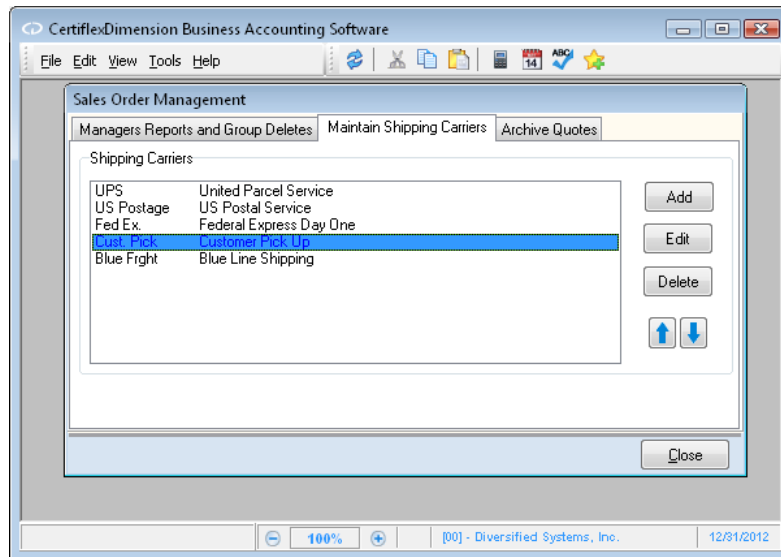 CertiflexDimension Business Accounting Software
File Edit View Tools Help
14 ABC
Sales Order Management
Managers Reports and Group Deletes Maintain Shipping Carriers Archive Quotes
Shipping Carriers
UPS United Parcel Service
US Postage US Postal Service
Fed Ex. Federal Express Day One
Cust. Pick Customer Pick Up
Blue Frght Blue Line Shipping
Add
Edit
Delete
Close
100% [00] - Diversified Systems, Inc. 12/31/2012